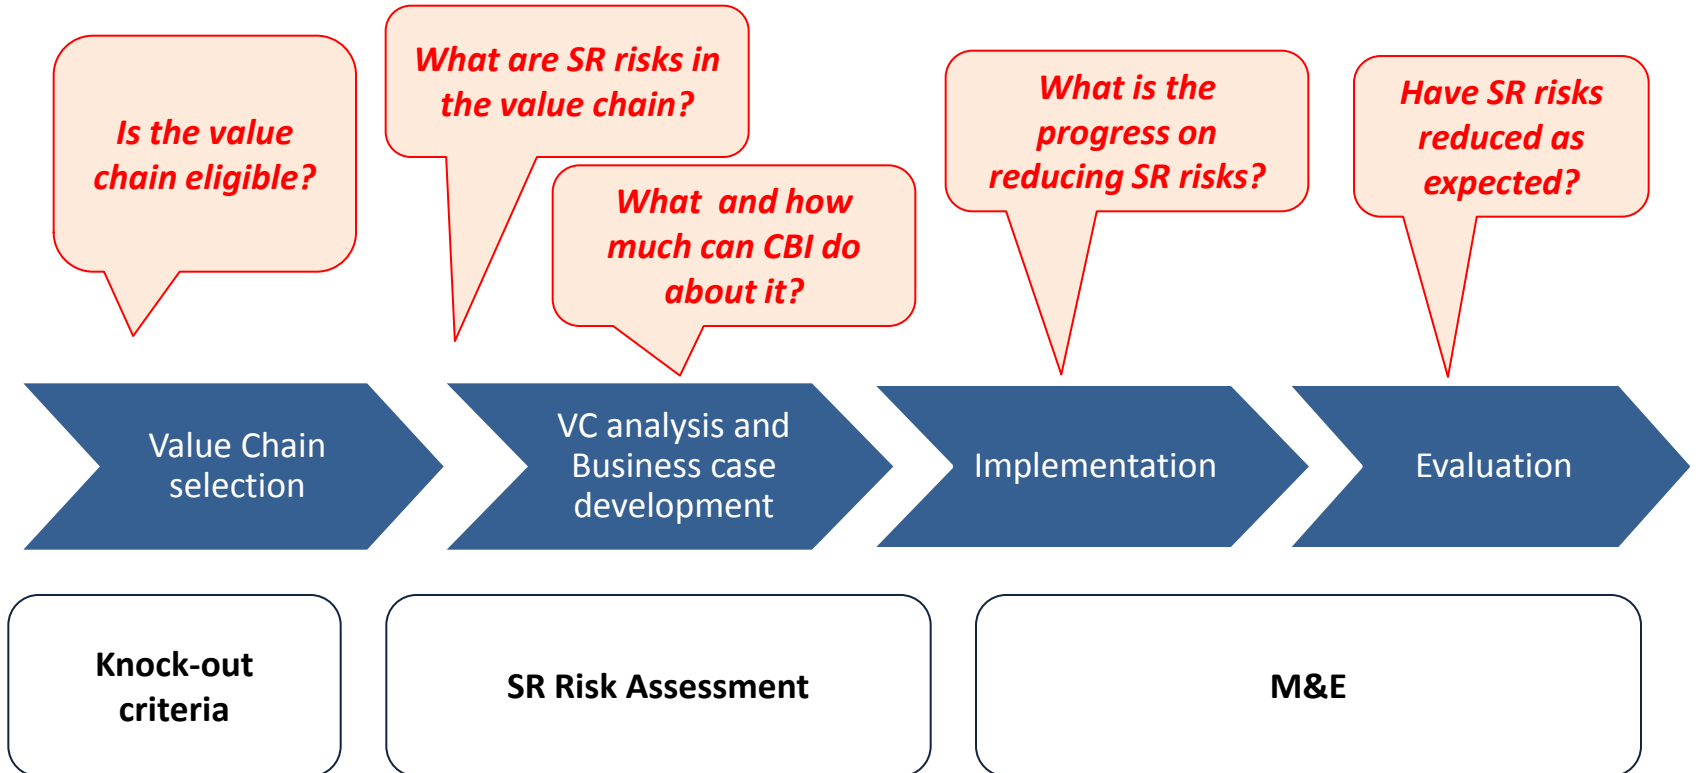 Is the value
chain eligible?
What are SR risks in
the value chain?
What  and how
much can CBI do
about it?
What is the
progress on
reducing SR risks?
Have SR risks
reduced as
expected?
Value Chain
selection
VC analysis and
Business case
development
Implementation
Evaluation
Knock-out
criteria
SR Risk Assessment
M&E